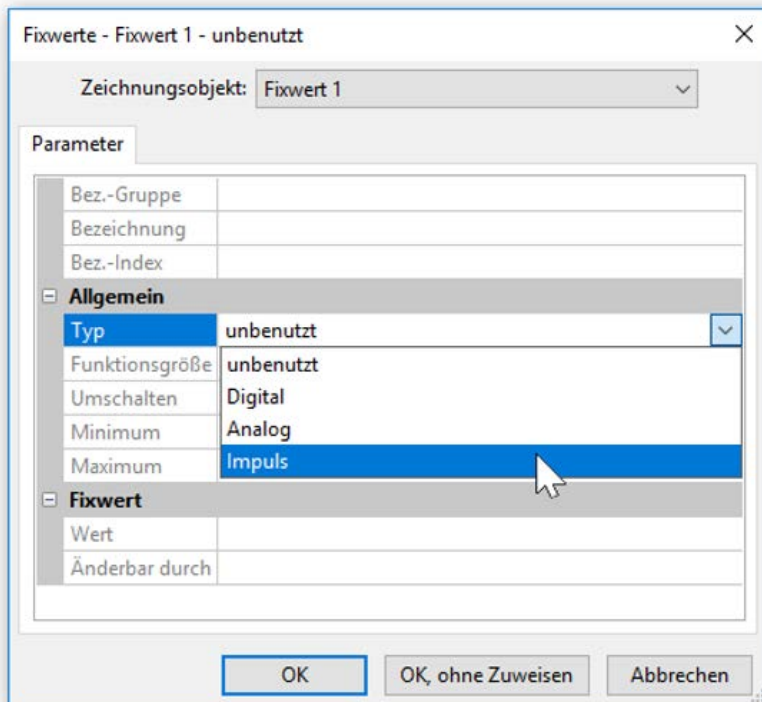 Fixwerte - Fixwert 1 - unbenutzt
Zeichnungsobjekt: Fixwert 1
Parameter
Bez.-Gruppe
Bezeichnung
Bez.-Index
Allgemein
Typ unbenutzt
Funktionsgröße unbenutzt
Umschalten Digital
Minimum Analog
Maximum Impuls
Fixwert
Wert
Änderbar durch
OK OK, ohne Zuweisen Abbrechen